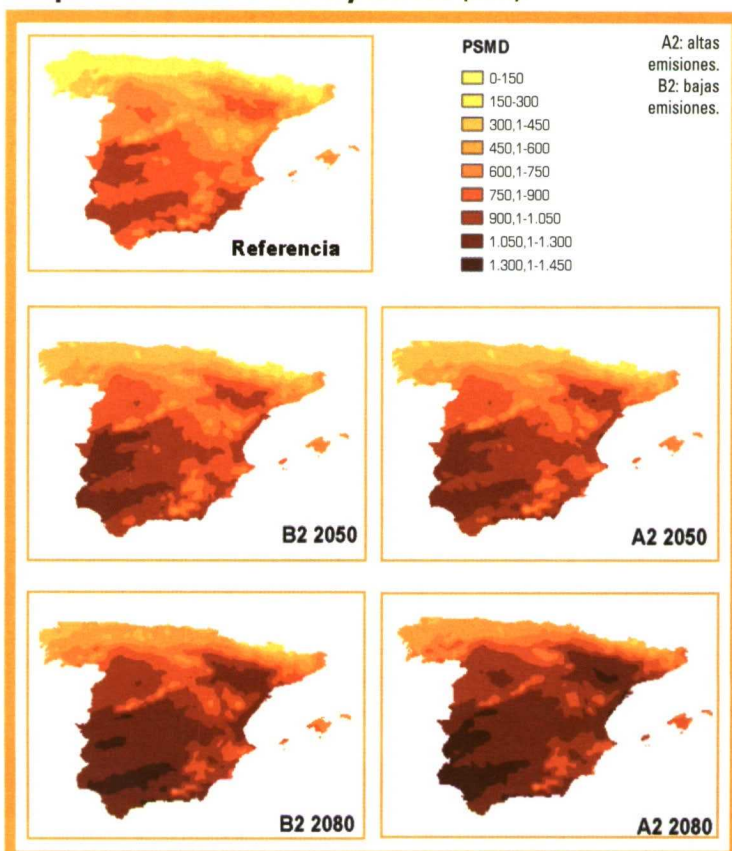 PSMD
0-150
150-300
300,1-450
450,1-600
600,1-750
750,1-900
900,1-1.050
1.050,1-1.300
1.300,1-1.450
A2: altas
emisiones.
B2: bajas
emisiones.
Referencia
B2 2050
A2 2050
B2 2080
A2 2080